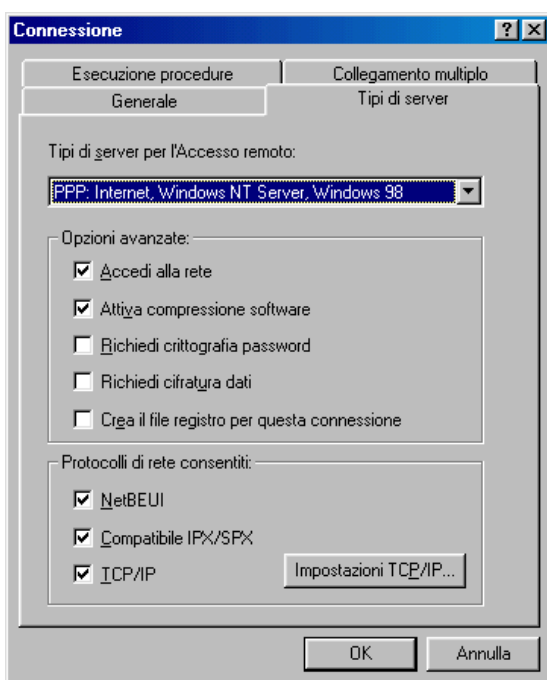 Connessione
Esecuzione procedure Collegamento multiplo
Generale Tipi di server
Tipi di server per l'Accesso remoto:
PPP: Internet, Windows NT Server, Windows 98
Opzioni avanzate:
Accedi alla rete
Attiva compressione software
Richiedi crittografia password
Richiedi cifratura dati
Crea il file registro per questa connessione
Protocolli di rete consentiti:
NetBEUI
Compatibile IPX/SPX
TCP/IP Impostazioni TCP/IP...
OK Annulla